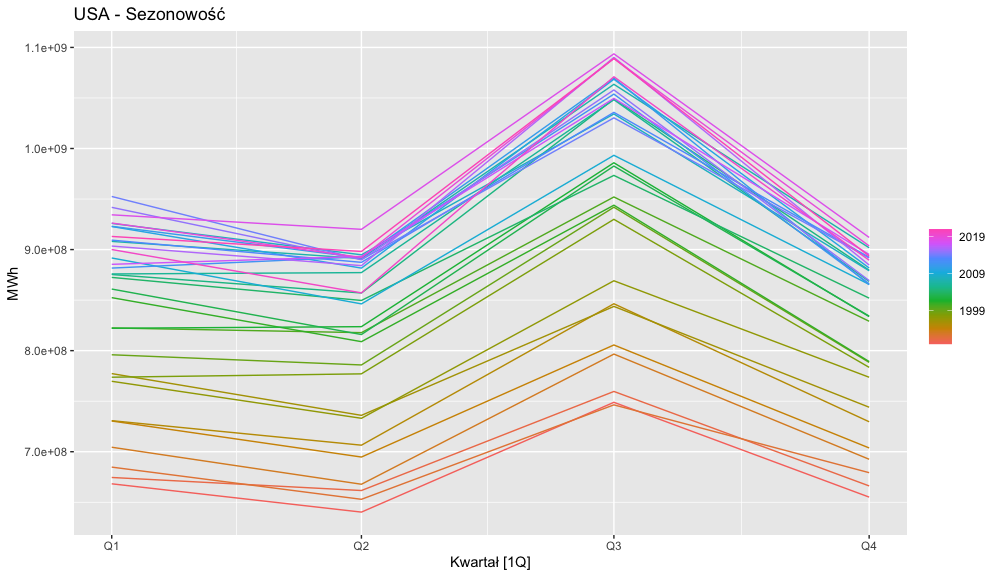 USA - Sezonowość
1.1e+09
1.0e+09
9.0e+08
8.0e+08
7.0e+08
MWh
Q1 Q2 Q3 Q4
Kwartał [1Q]
2019
2009
1999